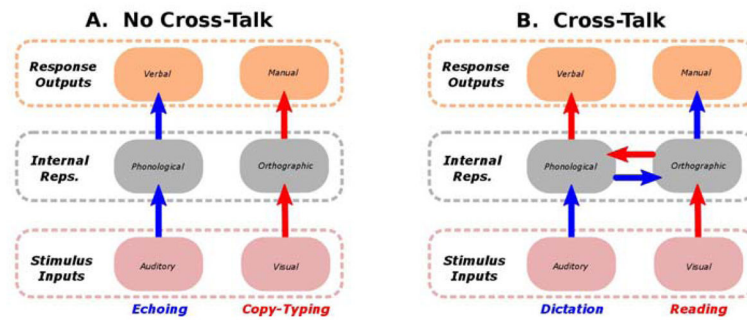 A. No Cross-Talk
Response Outputs
Verbal
Manual
Internal Reps.
Phonological
Orthographic
Stimulus Inputs
Auditory
Visual
Echoing
Copy-Typing
B. Cross-Talk
Response Outputs
Verbal
Manual
Internal Reps.
Phonological
Orthographic
Stimulus Inputs
Auditory
Visual
Dictation
Reading